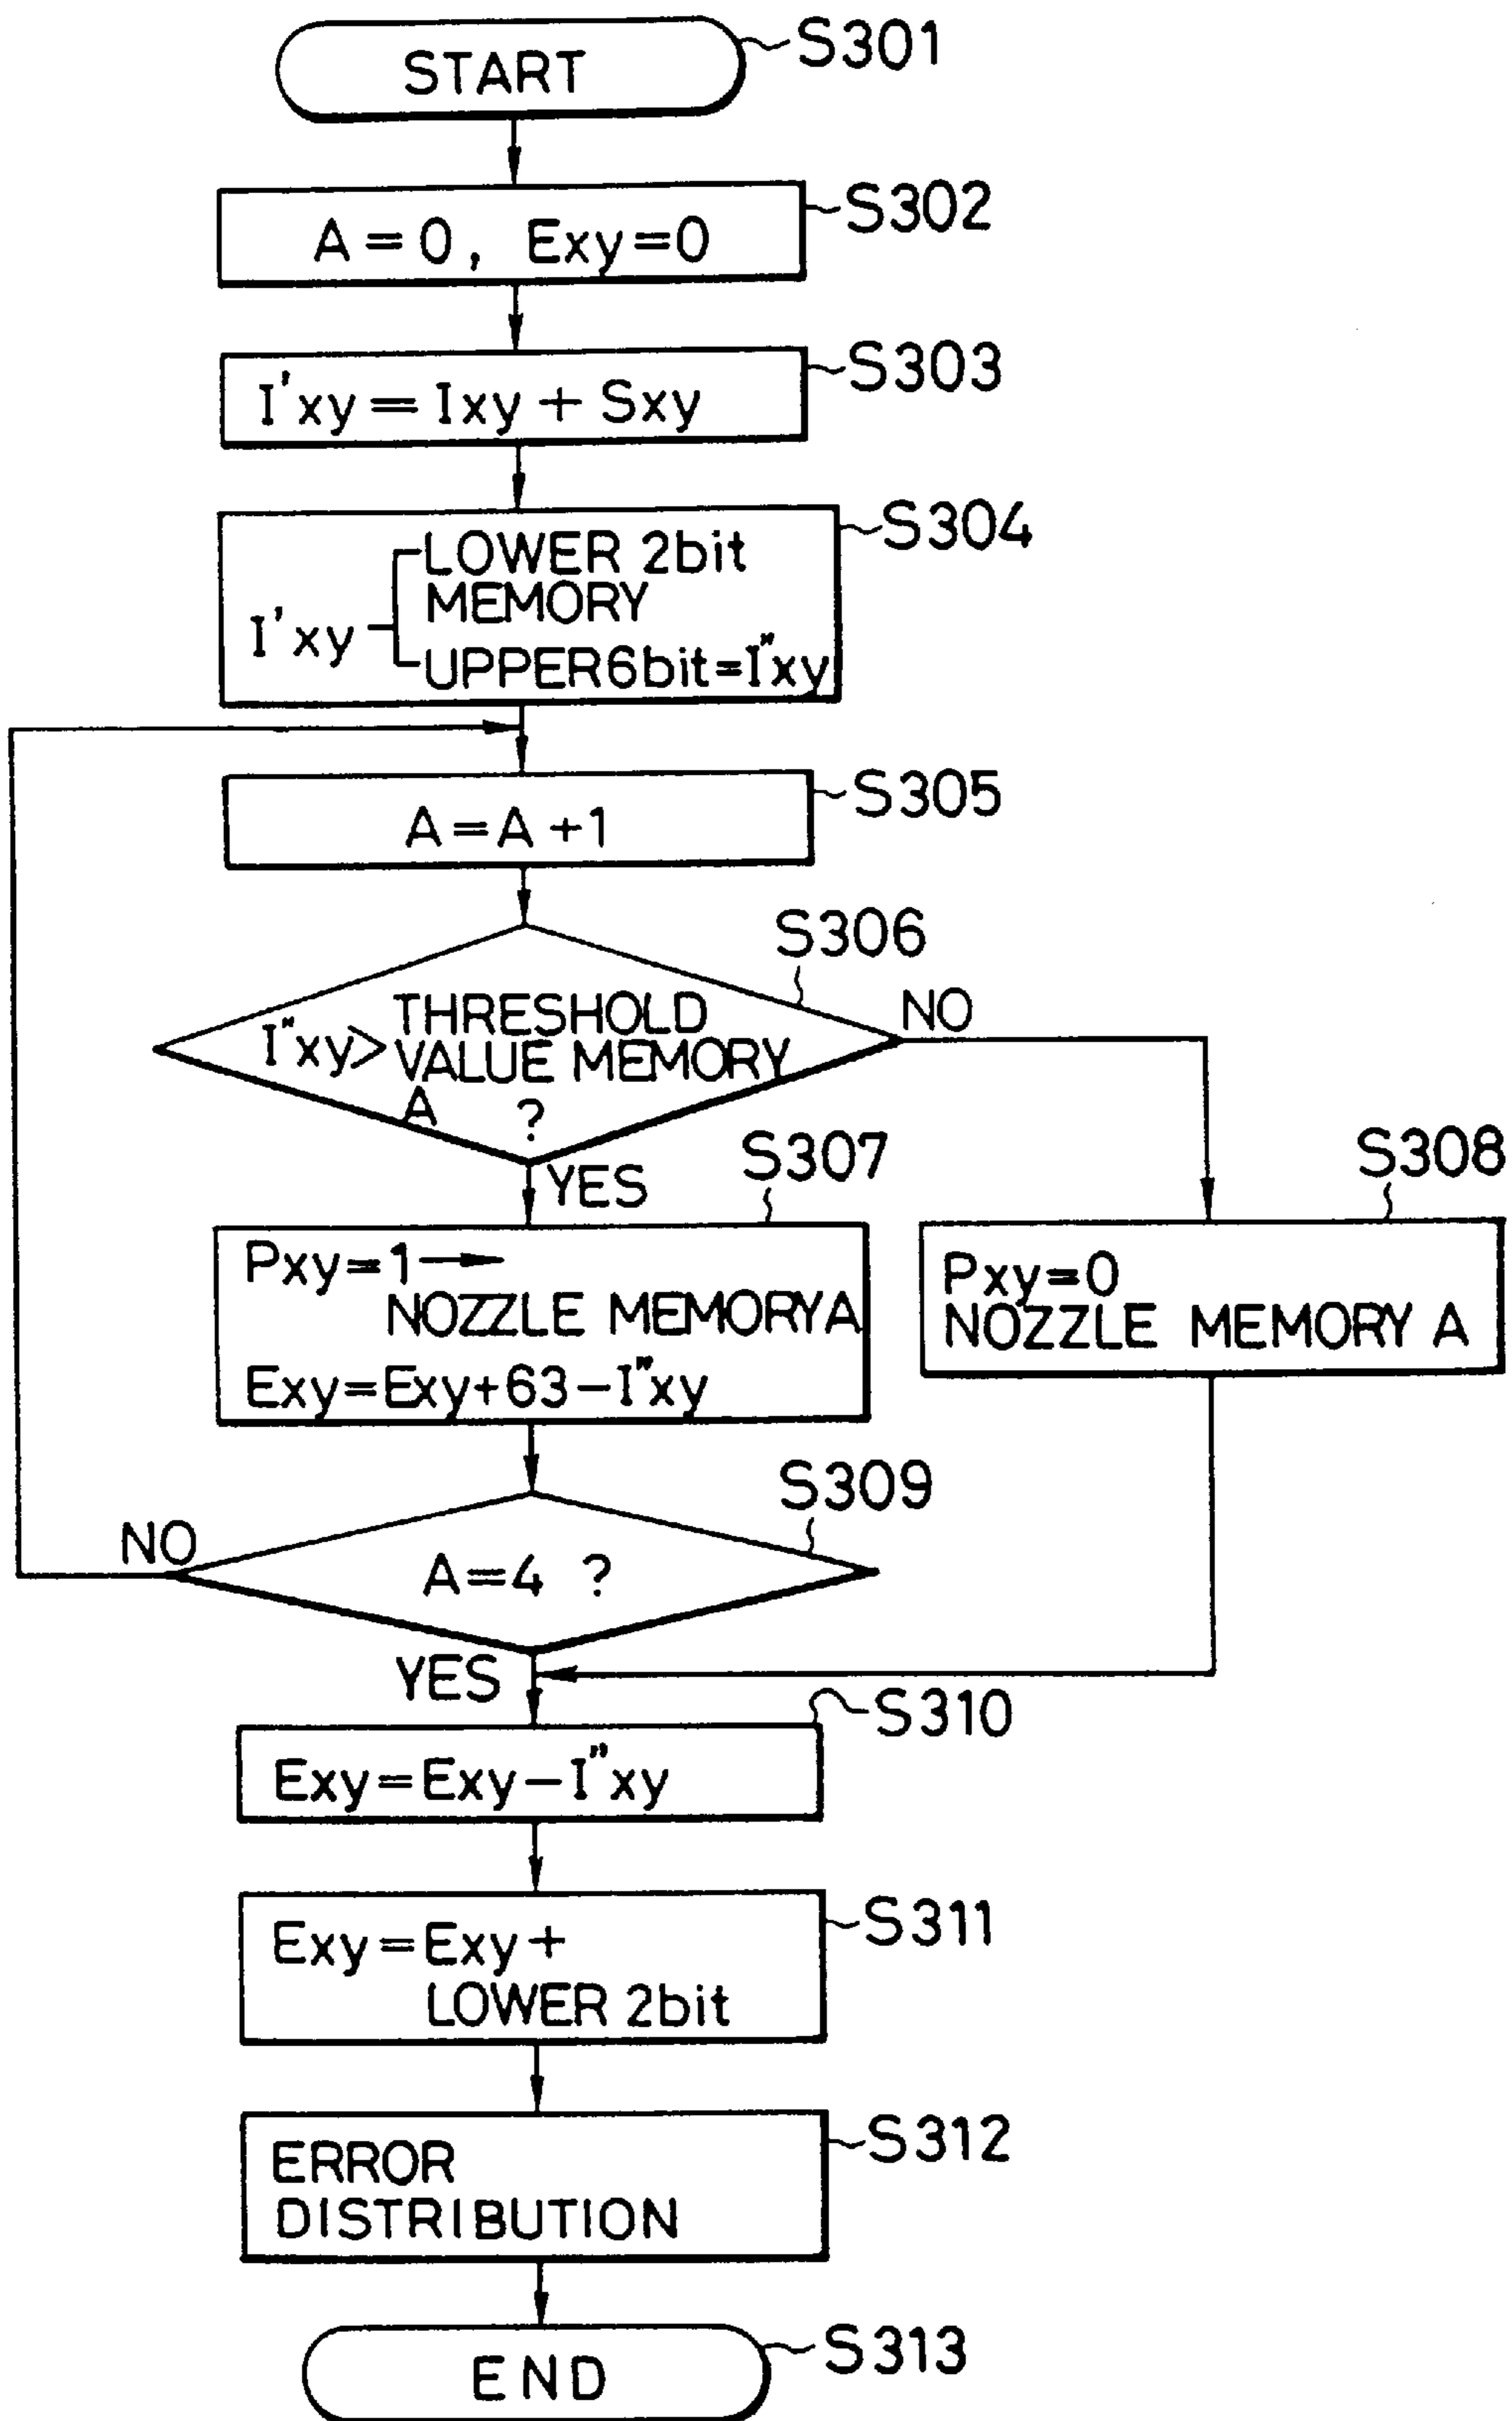 START
S301
A=0, Exy=0
S302
I'xy=Ixy+Sxy
S303
S304
LOWER 2bit
MEMORY
I'xy
UPPER6bit=I"xy
A=A+1
S305
S306
THRESHOLD
I"xy>VALUE MEMORY
A ?
NO
YES
S307
S308
Pxy=1→
NOZZLE MEMORYA
Exy=Exy+63-I"xy
Pxy=0
NOZZLE MEMORY A
S309
NO
A=4 ?
YES
S310
Exy=Exy-I"xy
S311
Exy=Exy+
LOWER 2bit
S312
ERROR
DISTRIBUTION
S313
END